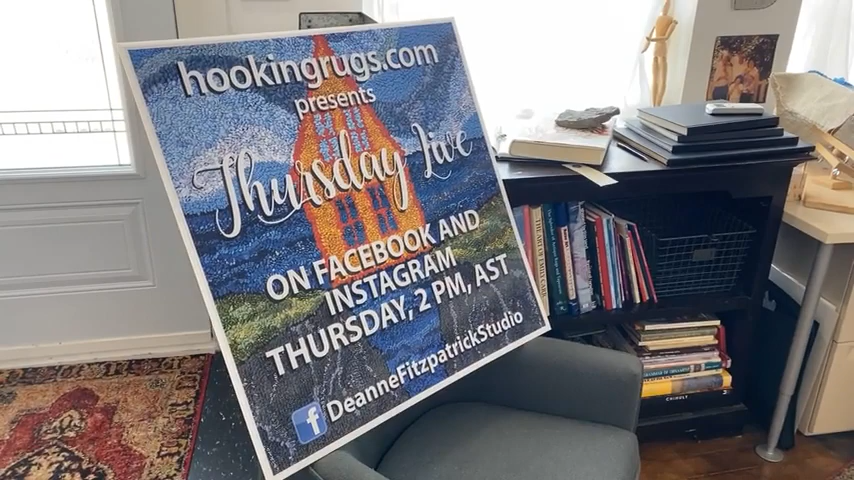 hookingrugs.com
presents
Thursday Live
ON FACEBOOK AND
INSTAGRAM
THURSDAY, 2 PM, AST
f DeanneFitzpatrickStudio